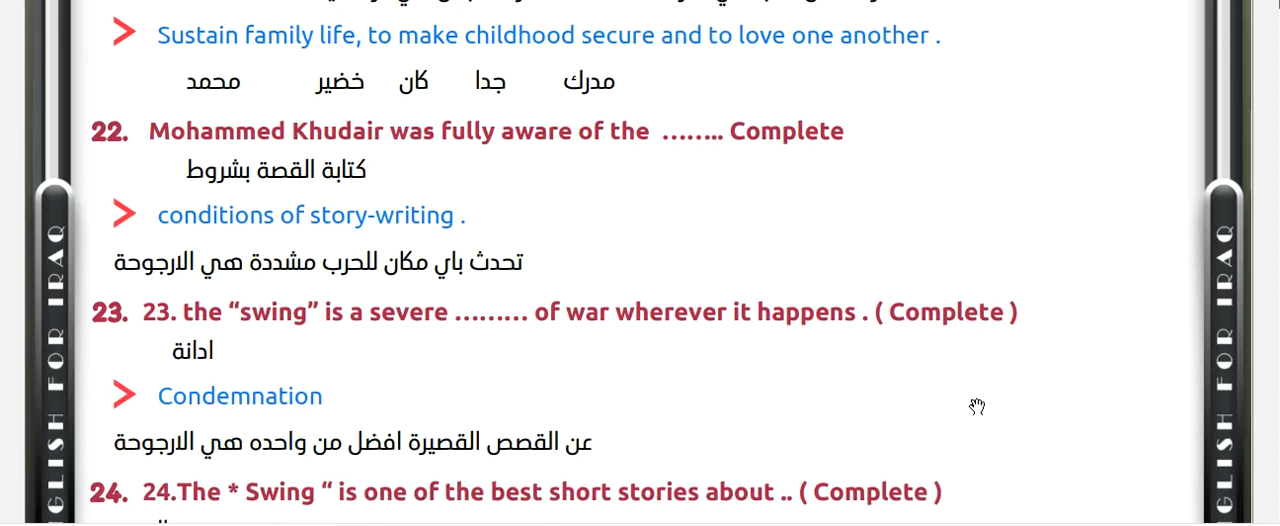 Sustain family life, to make childhood secure and to love one another .
محمد خضير كان جدا مدرك
22. Mohammed Khudair was fully aware of the …….. Complete
كتابة القصة بشروط
conditions of story-writing .
تحدث باي مكان للحرب مشددة هي الارجوحة
23. 23. the “swing” is a severe ……… of war wherever it happens . ( Complete )
ادانة
Condemnation
عن القصص القصيرة افضل من واحده هي الارجوحة
24. 24.The * Swing “ is one of the best short stories about .. ( Complete )
GLISH FOR IRAQ
GLISH FOR IRAQ